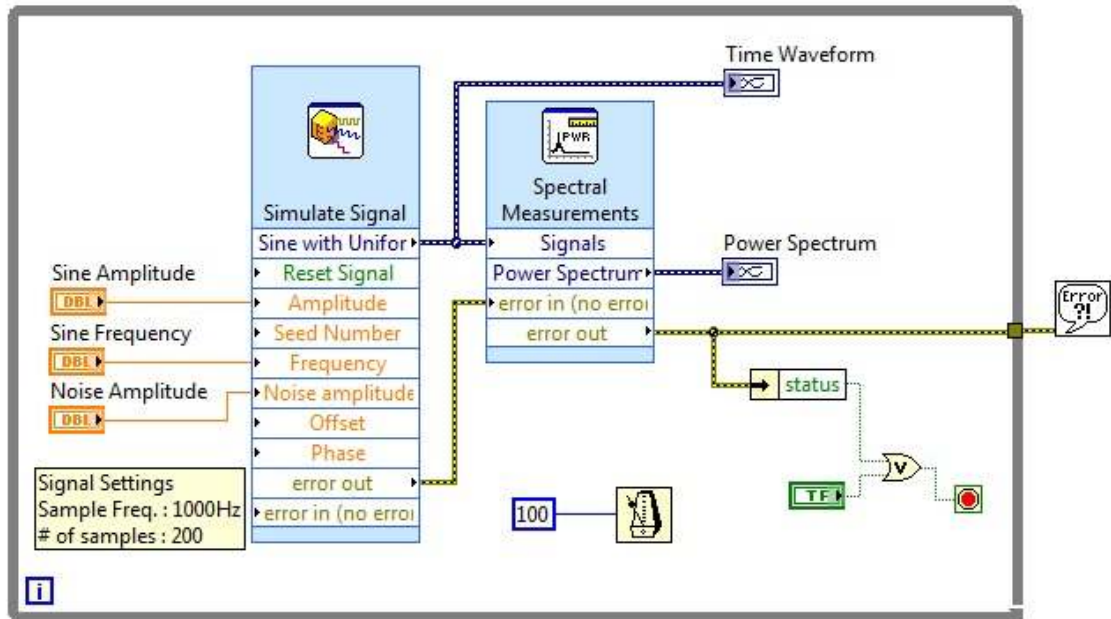 Time Waveform
PWR
Simulate Signal
Spectral
Measurements
Sine with Unifor
Signals
Reset Signal
Power Spectrum
Power Spectrum
Sine Amplitude
DBL
Amplitude
error in (no erroi
Error
?!
Seed Number
error out
Sine Frequency
DBL
Frequency
Noise Amplitude
DBL
Noise amplitude
status
Offset
Phase
V
Signal Settings
Sample Freq. : 1000Hz
# of samples : 200
error out
error in (no erroi
100
TF
i